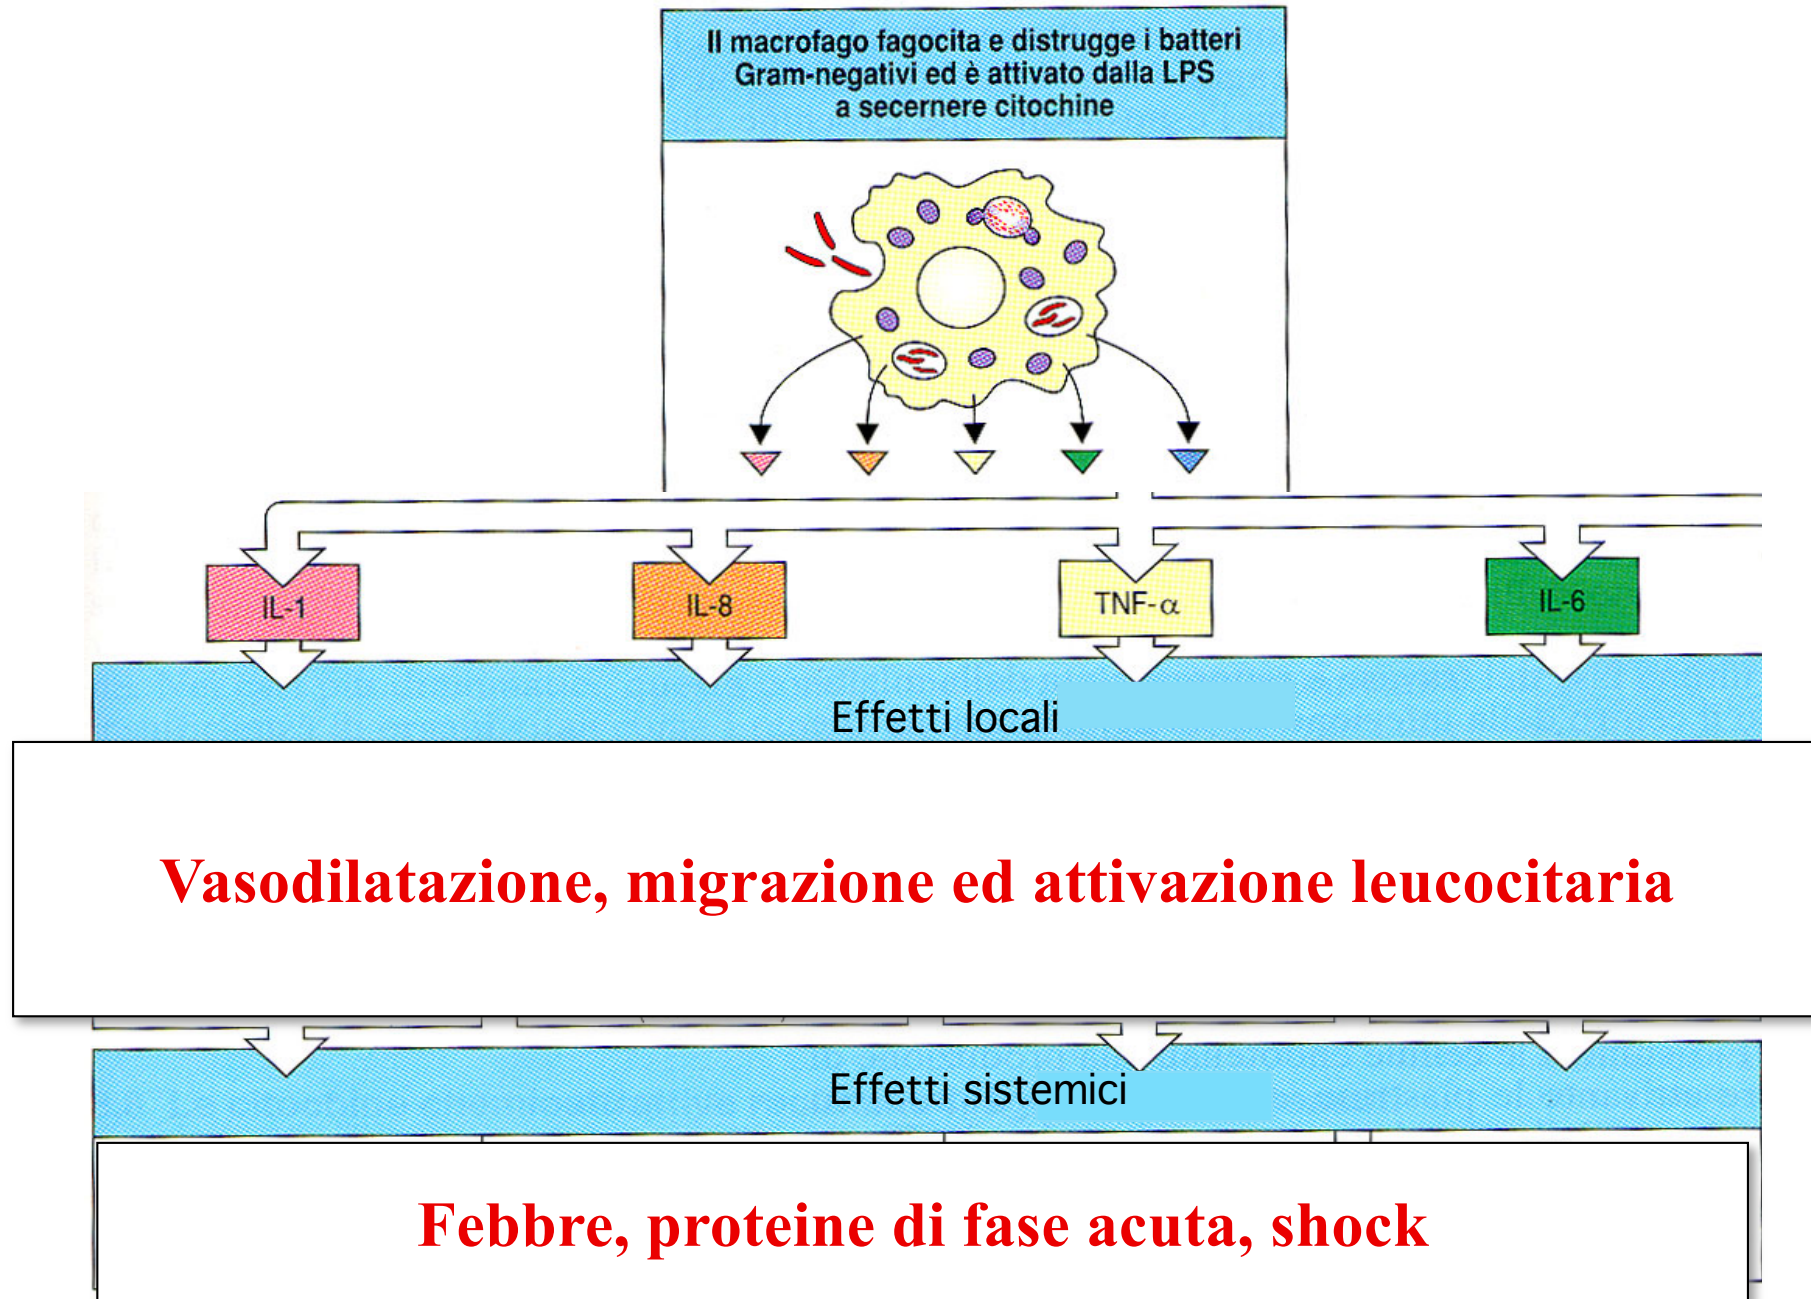 Il macrofago fagocita e distrugge i batteri
Gram-negativi ed è attivato dalla LPS
a secernere citochine
IL-1
IL-8
TNF-α
IL-6
Effetti locali
Vasodilatazione, migrazione ed attivazione leucocitaria
Effetti sistemici
Febbre, proteine di fase acuta, shock